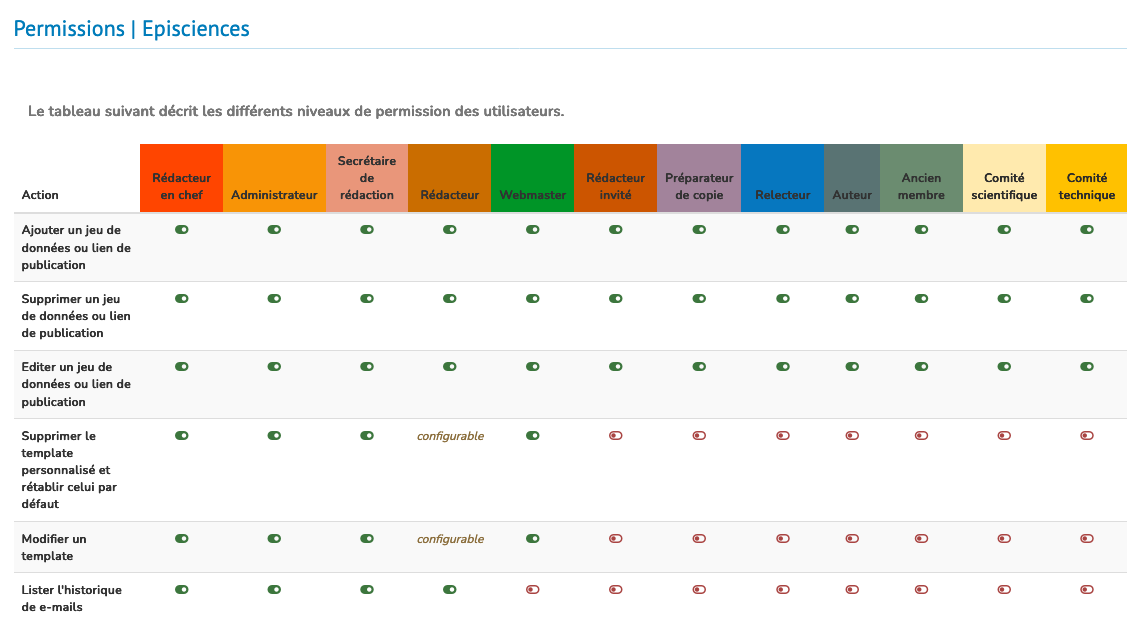 Permissions | Episciences
Le tableau suivant décrit les différents niveaux de permission des utilisateurs.
Action
Rédacteur
en chef
Administrateur
Secrétaire
de
rédaction
Rédacteur
Webmaster
Rédacteur
invité
Préparateur
de copie
Relecteur
Auteur
Ancien
membre
Comité
scientifique
Comité
technique
Ajouter un jeu de
données ou lien de
publication
Supprimer un jeu
de données ou lien
de publication
Editer un jeu de
données ou lien de
publication
Supprimer le
template
personnalisé et
rétablir celui par
défaut
configurable
Modifier un
template
configurable
Lister l'historique
de e-mails